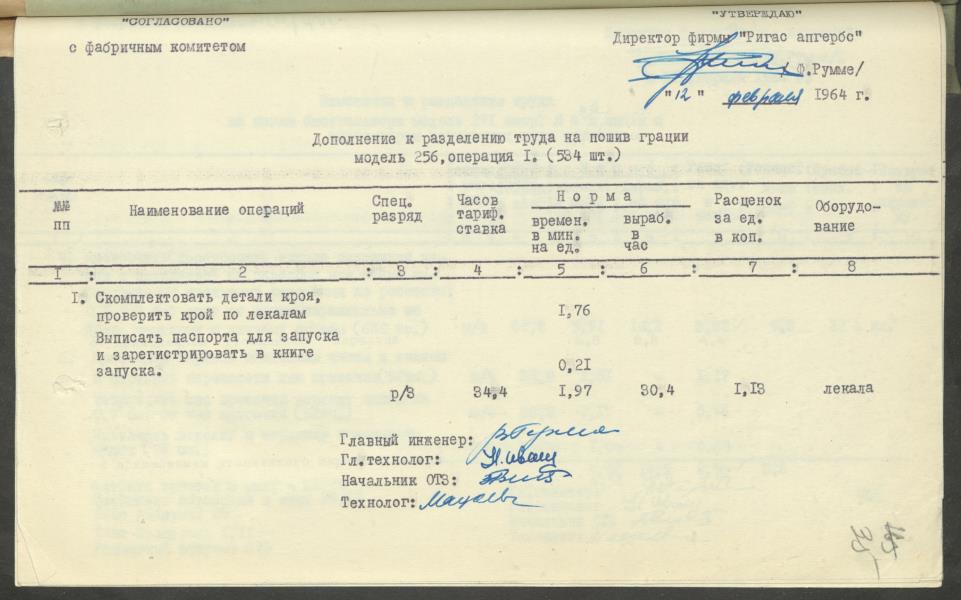 "СОГЛАСОВАНО"
с фабричным комитетом
"УТВЕРЖДАЮ"
Директор фирмы "Ригас апгербс"
/Ф.Румме/
"12" февраля 1964 г.
Дополнение к разделению труда на пошив грации
модель 256,операция I. (584 шт.)
№№ пп
Наименование операций
Спец. разряд
Часов тариф. ставка
Норма
времен. в мин. на ед.
выраб. в час
Расценок за ед. в коп.
Оборудо-вание
I : 2 : 3 : 4 : 5 : 6 : 7 : 8
I. Скомплектовать детали кроя,
проверить крой по лекалам I,76
Выписать паспорта для запуска
и зарегистрировать в книге
запуска. 0,2I
р/3 34,4 I,97 30,4 I,I3 лекала
Главный инженер:
Гл.технолог:
Начальник ОТЗ:
Технолог: